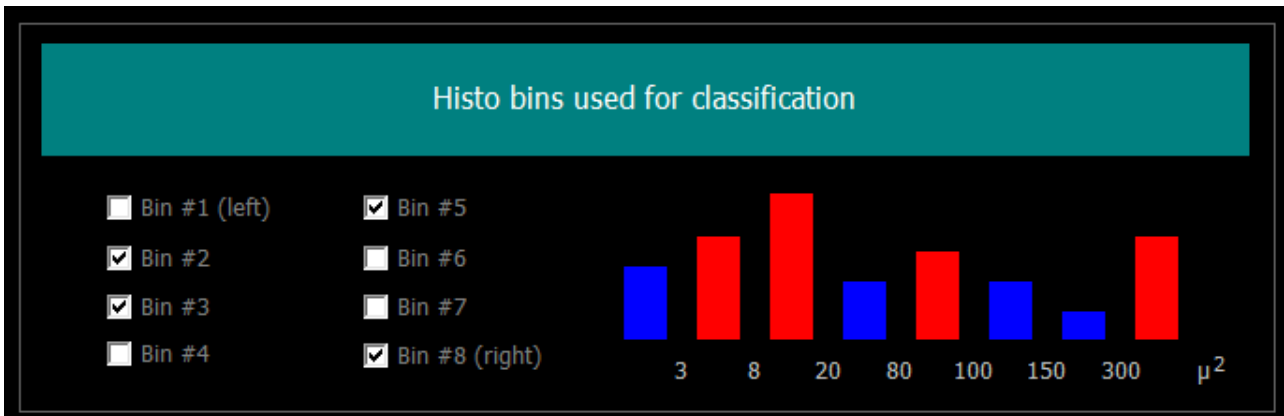 Histo bins used for classification
Bin #1 (left)
Bin #2
Bin #3
Bin #4
Bin #5
Bin #6
Bin #7
Bin #8 (right)
3 8 20 80 100 150 300 μ²